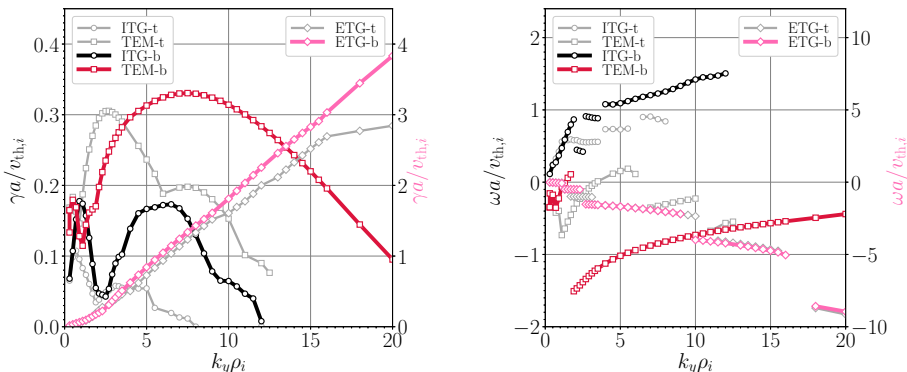 ITG-t
TEM-t
ITG-b
TEM-b
ETG-t
ETG-b
0.4
0.3
0.2
0.1
0.0
4
3
2
1
0
0
5
10
15
20
γa/v_th,i
γa/v_th,i
k_yρ_i
ITG-t
TEM-t
ITG-b
TEM-b
ETG-t
ETG-b
2
1
0
−1
−2
10
5
0
−5
−10
0
5
10
15
20
ωa/v_th,i
ωa/v_th,i
k_yρ_i